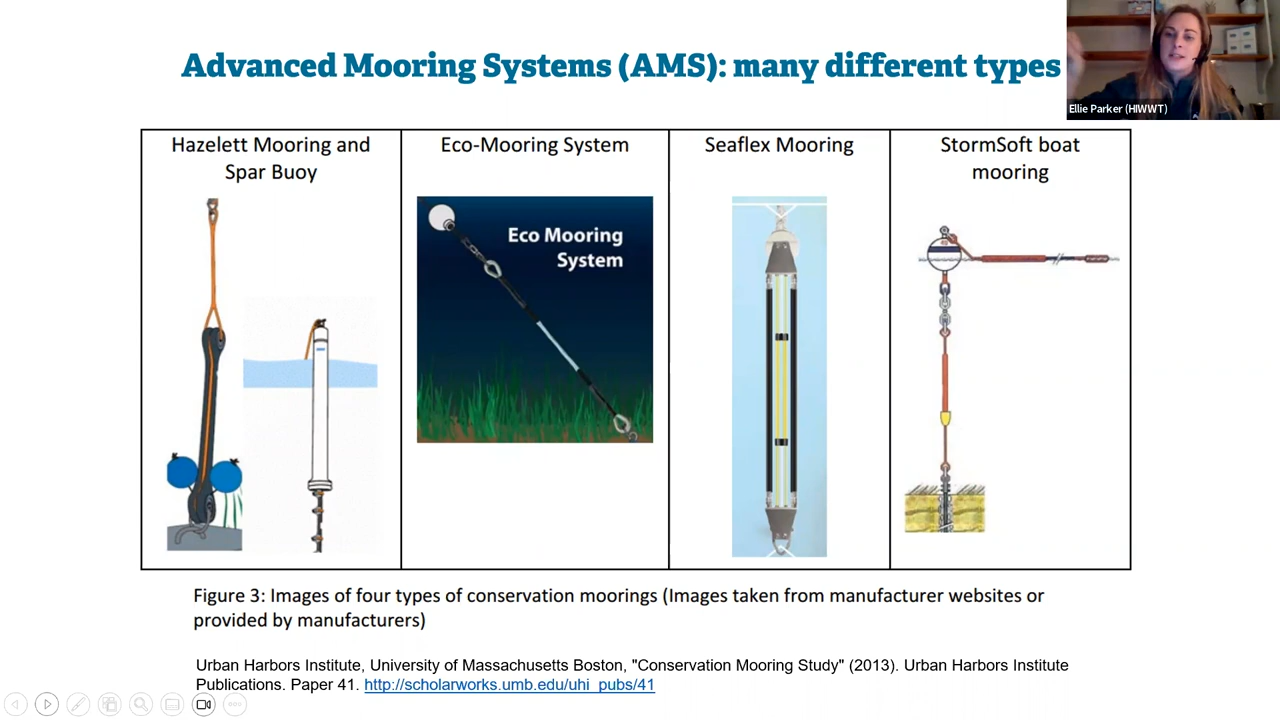 Advanced Mooring Systems (AMS): many different types
Ellie Parker (HIWWT)
Hazelett Mooring and
Spar Buoy
Eco-Mooring System
Eco Mooring
System
Seaflex Mooring
StormSoft boat
mooring
Figure 3: Images of four types of conservation moorings (Images taken from manufacturer websites or
provided by manufacturers)
Urban Harbors Institute, University of Massachusetts Boston, "Conservation Mooring Study" (2013). Urban Harbors Institute
Publications. Paper 41. http://scholarworks.umb.edu/uhi_pubs/41